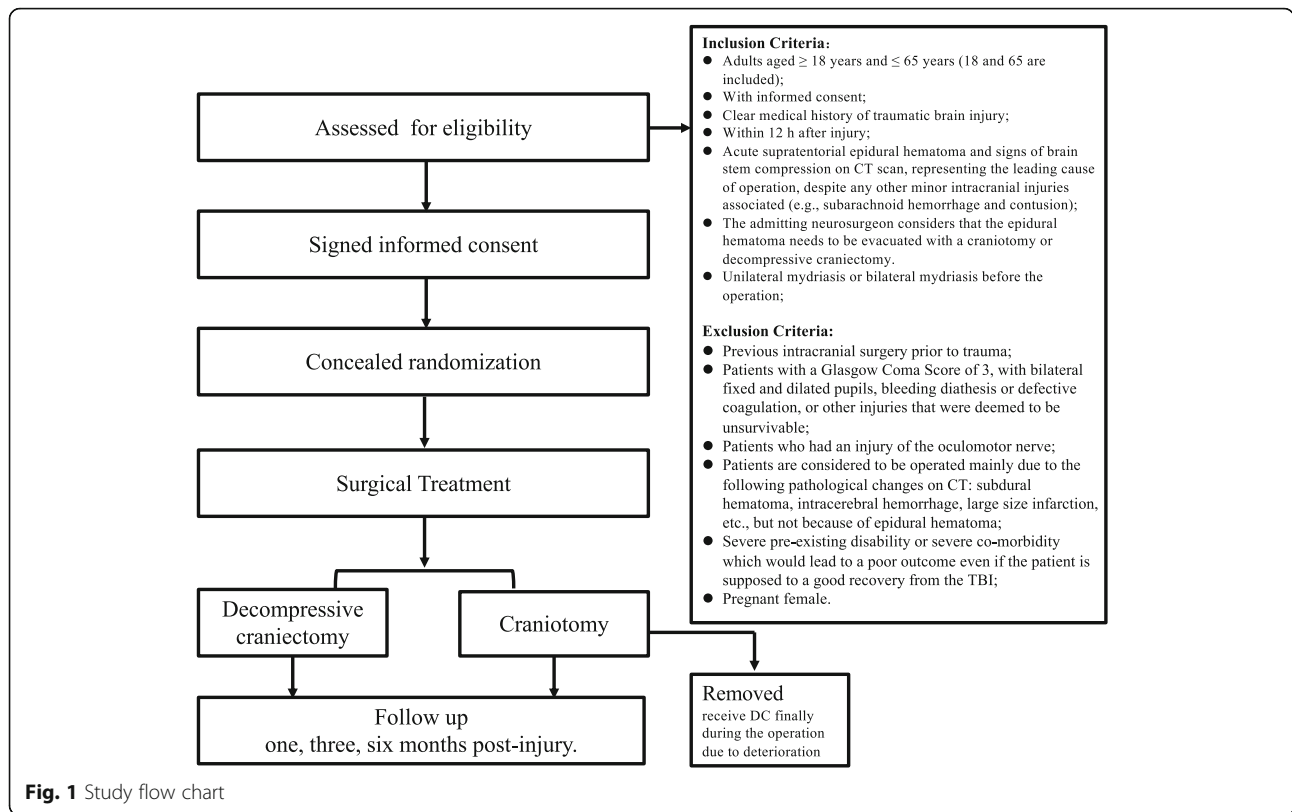 Assessed for eligibility
Signed informed consent
Concealed randomization
Surgical Treatment
Decompressive
craniectomy
Craniotomy
Follow up
one, three, six months post-injury.
Removed
receive DC finally
during the operation
due to deterioration
Inclusion Criteria:
● Adults aged ≥ 18 years and ≤ 65 years (18 and 65 are
included);
● With informed consent;
● Clear medical history of traumatic brain injury;
● Within 12 h after injury;
● Acute supratentorial epidural hematoma and signs of brain
stem compression on CT scan, representing the leading cause
of operation, despite any other minor intracranial injuries
associated (e.g., subarachnoid hemorrhage and contusion);
● The admitting neurosurgeon considers that the epidural
hematoma needs to be evacuated with a craniotomy or
decompressive craniectomy.
● Unilateral mydriasis or bilateral mydriasis before the
operation;
Exclusion Criteria:
● Previous intracranial surgery prior to trauma;
● Patients with a Glasgow Coma Score of 3, with bilateral
fixed and dilated pupils, bleeding diathesis or defective
coagulation, or other injuries that were deemed to be
unsurvivable;
● Patients who had an injury of the oculomotor nerve;
● Patients are considered to be operated mainly due to the
following pathological changes on CT: subdural
hematoma, intracerebral hemorrhage, large size infarction,
etc., but not because of epidural hematoma;
● Severe pre-existing disability or severe co-morbidity
which would lead to a poor outcome even if the patient is
supposed to a good recovery from the TBI;
● Pregnant female.
Fig. 1 Study flow chart